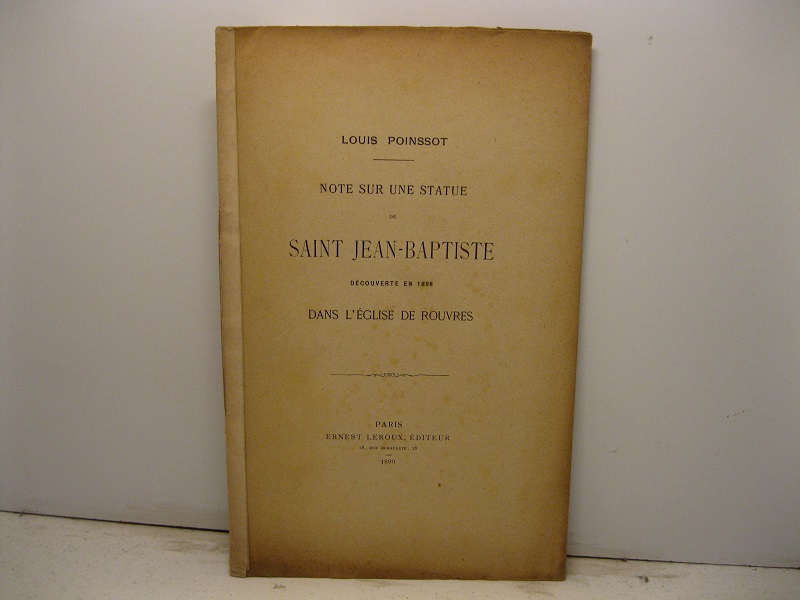 LOUIS POINSSOT
NOTE SUR UNE STATUE
DE
SAINT JEAN-BAPTISTE
DÉCOUVERTE EN 1898
DANS L'ÉGLISE DE ROUVRES
PARIS
ERNEST LEROUX, ÉDITEUR
28, RUE BONAPARTE, 28
1899